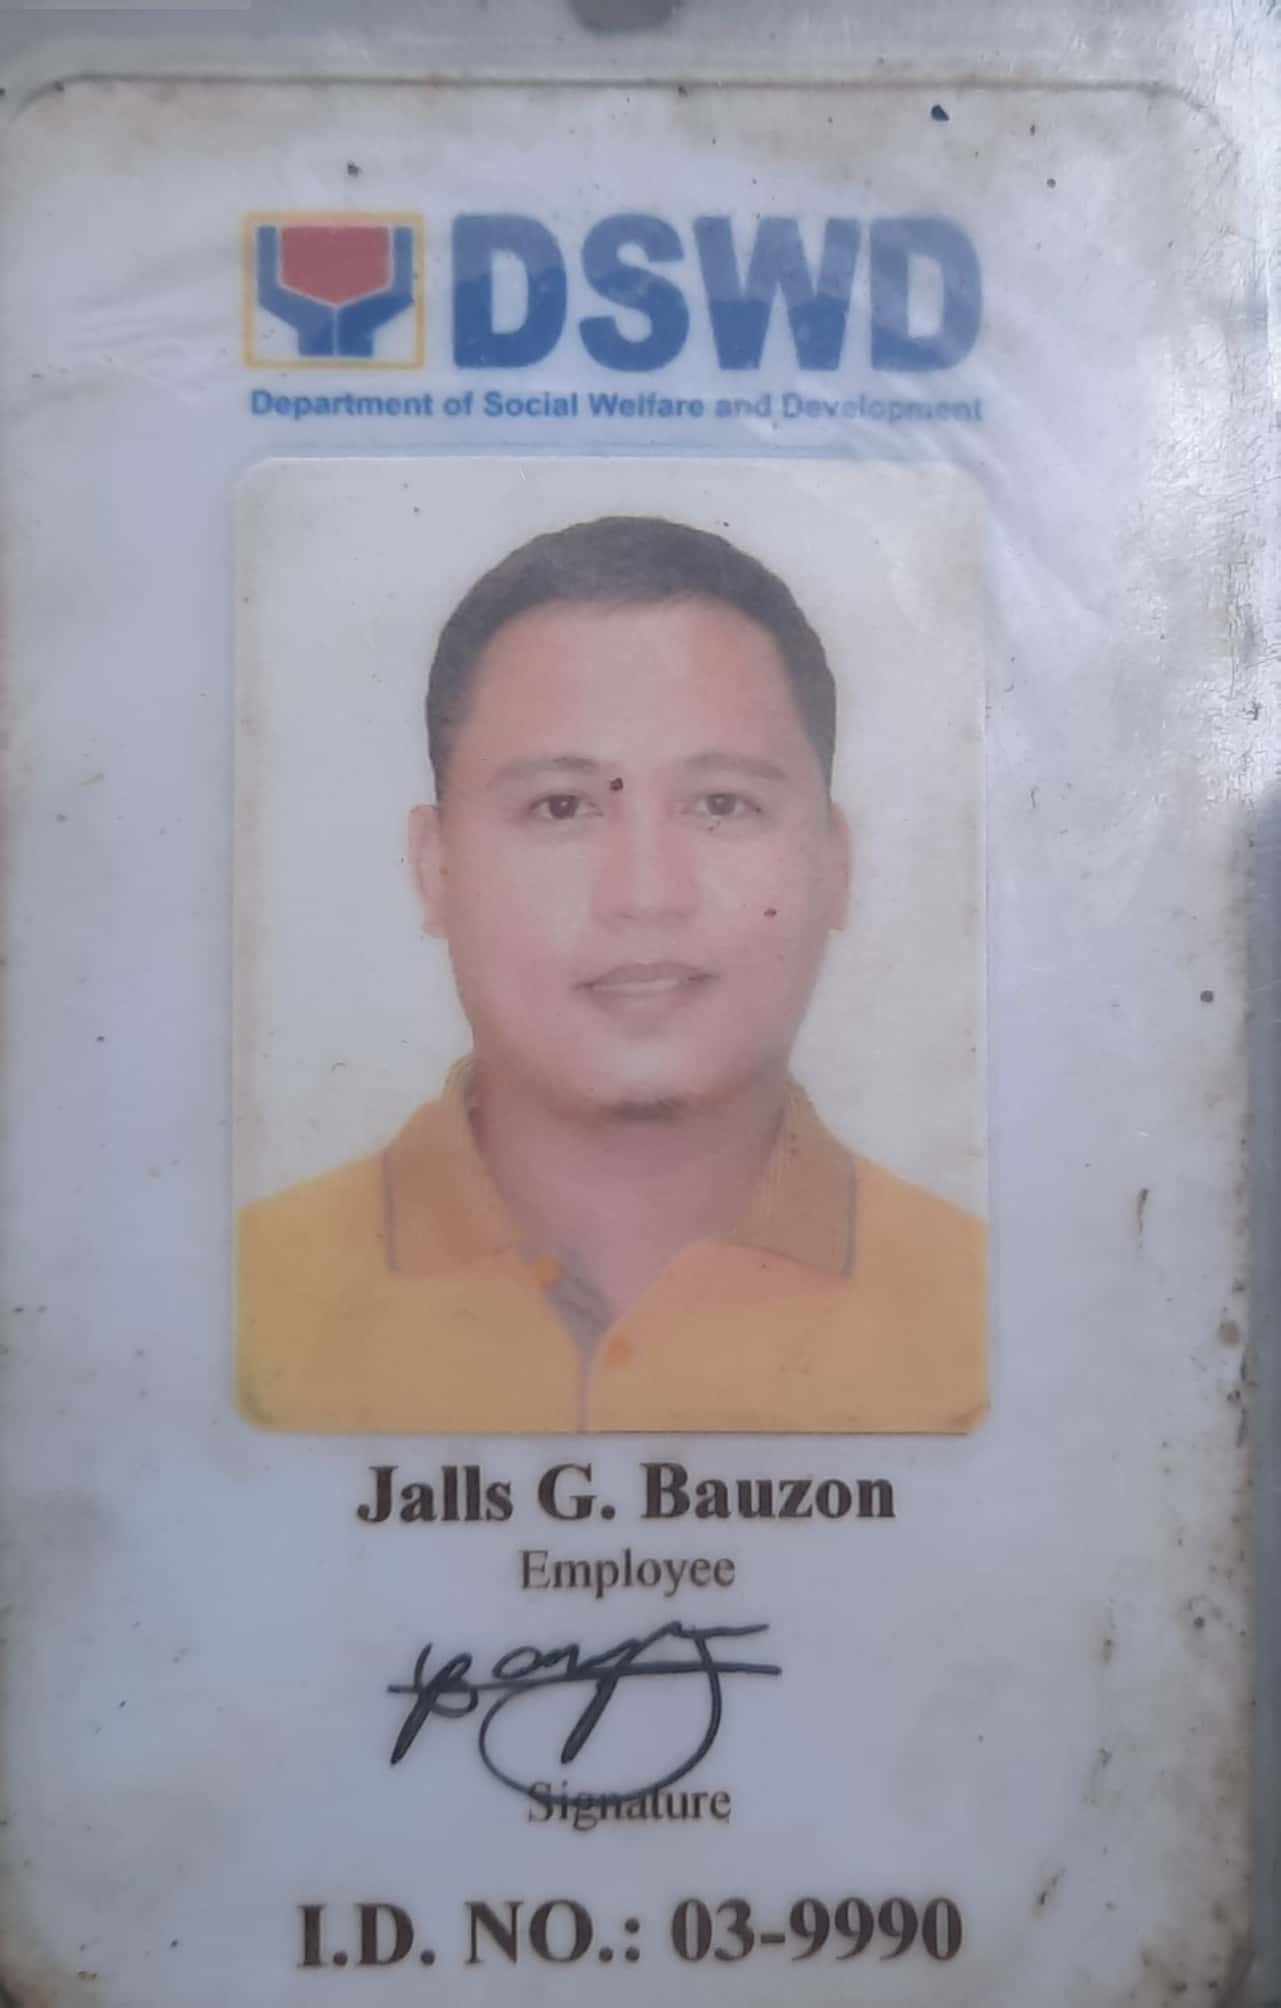 DSWD
Department of Social Welfare and Development
Jalls G. Bauzon
Employee
Signature
I.D. NO.: 03-9990